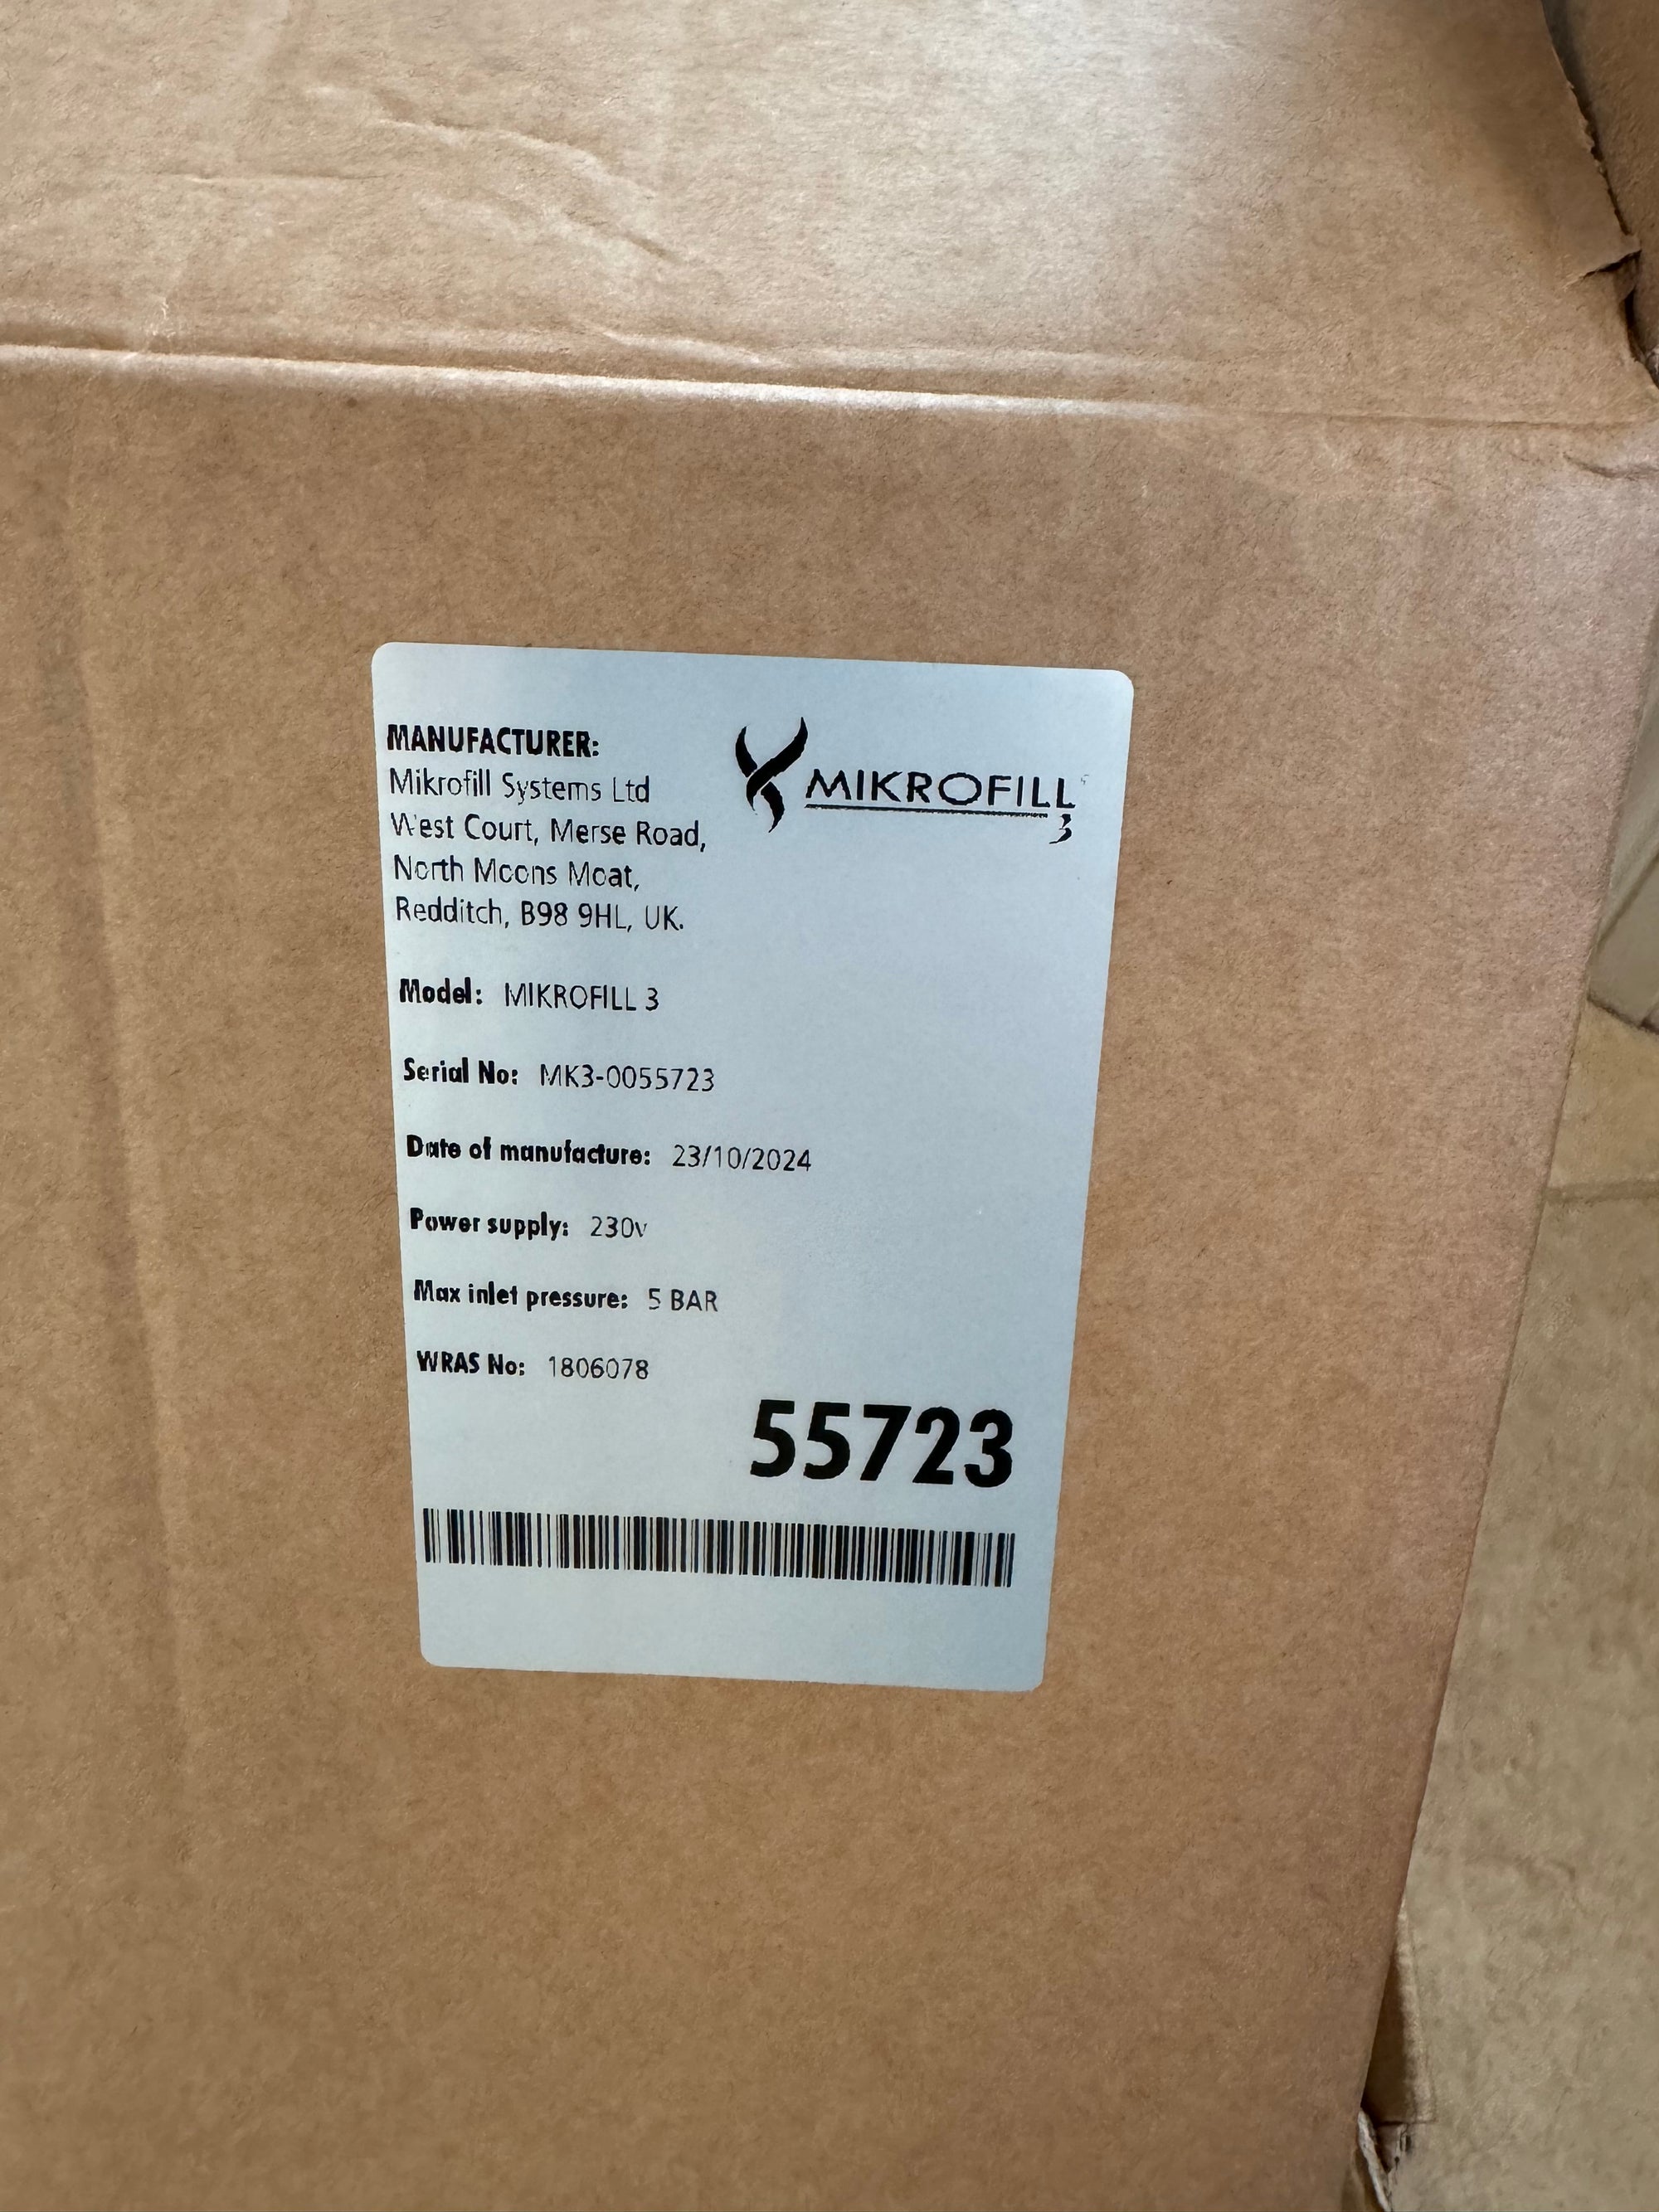 MANUFACTURER:
Mikrofill Systems Ltd
West Court, Merse Road,
North Moons Moat,
Redditch, B98 9HL, UK.
MIKROFILL
3
Model: MIKROFILL 3
Serial No: MK3-0055723
Date of manufacture: 23/10/2024
Power supply: 230v
Max inlet pressure: 5 BAR
WRAS No: 1806078
55723